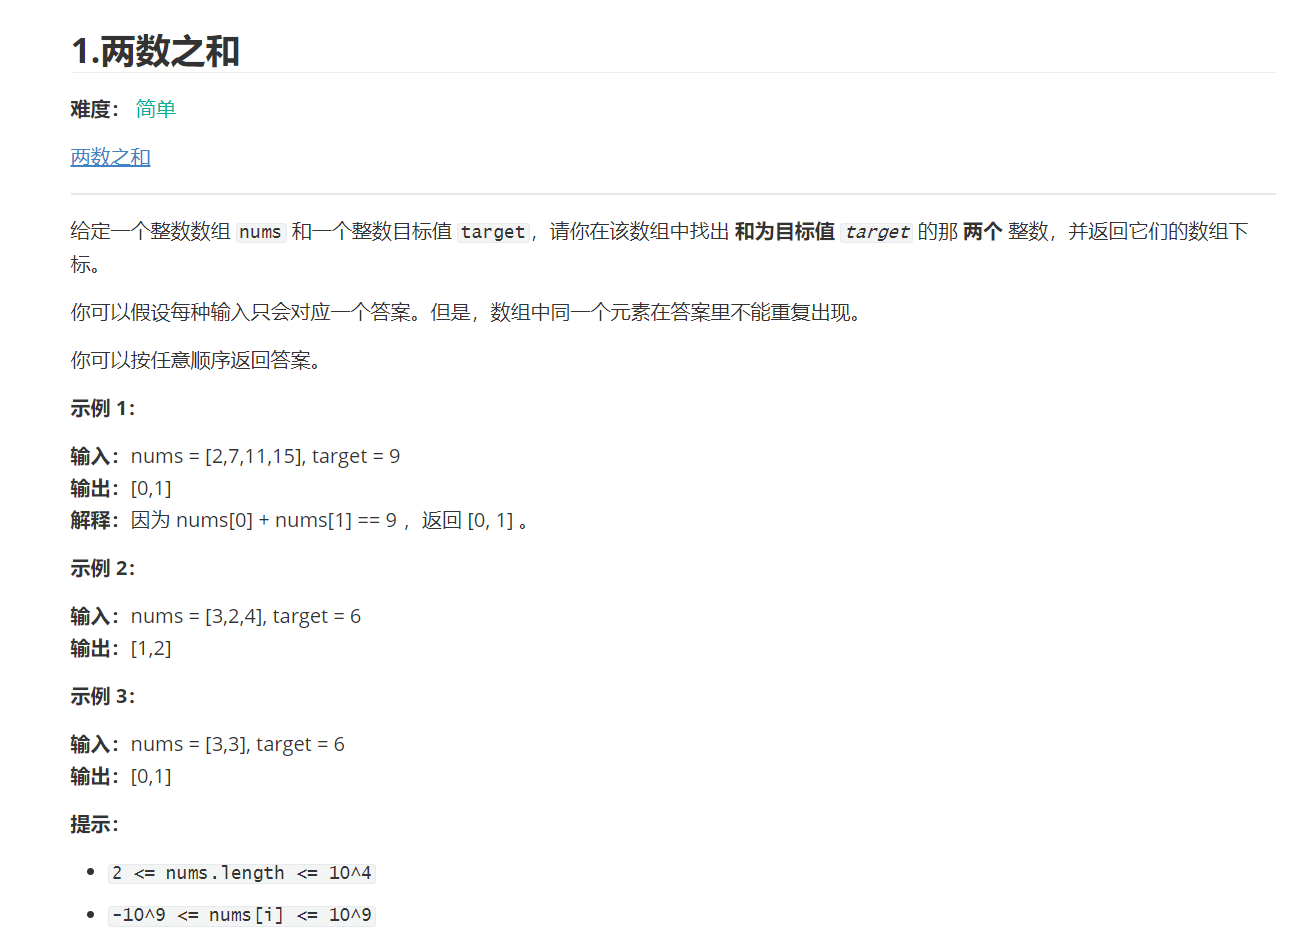 1.两数之和
难度： 简单
两数之和
给定一个整数数组 nums 和一个整数目标值 target，请你在该数组中找出 和为目标值 target 的那 两个 整数，并返回它们的数组下
标。
你可以假设每种输入只会对应一个答案。但是，数组中同一个元素在答案里不能重复出现。
你可以按任意顺序返回答案。
示例 1：
输入：nums = [2,7,11,15], target = 9
输出：[0,1]
解释：因为 nums[0] + nums[1] == 9 ，返回 [0, 1] 。
示例 2：
输入：nums = [3,2,4], target = 6
输出：[1,2]
示例 3：
输入：nums = [3,3], target = 6
输出：[0,1]
提示：
• 2 <= nums.length <= 10^4
• -10^9 <= nums[i] <= 10^9